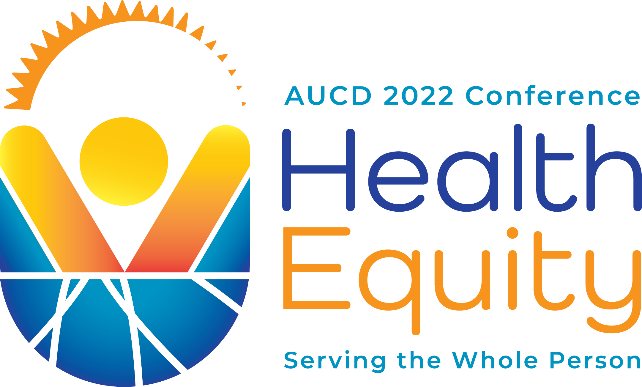 AUCD 2022 Conference
Health
Equity
Serving the Whole Person